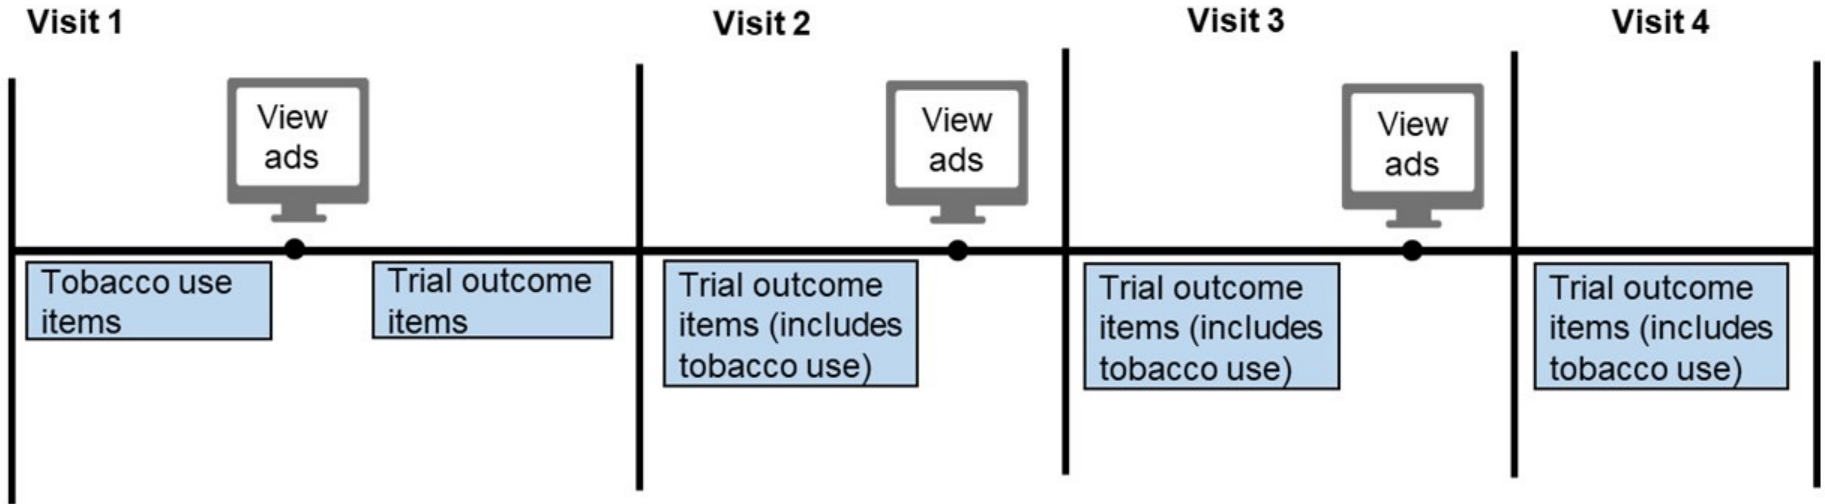 Visit 1
Visit 2
Visit 3
Visit 4
View
ads
View
ads
View
ads
Tobacco use
items
Trial outcome
items
Trial outcome
items (includes
tobacco use)
Trial outcome
items (includes
tobacco use)
Trial outcome
items (includes
tobacco use)